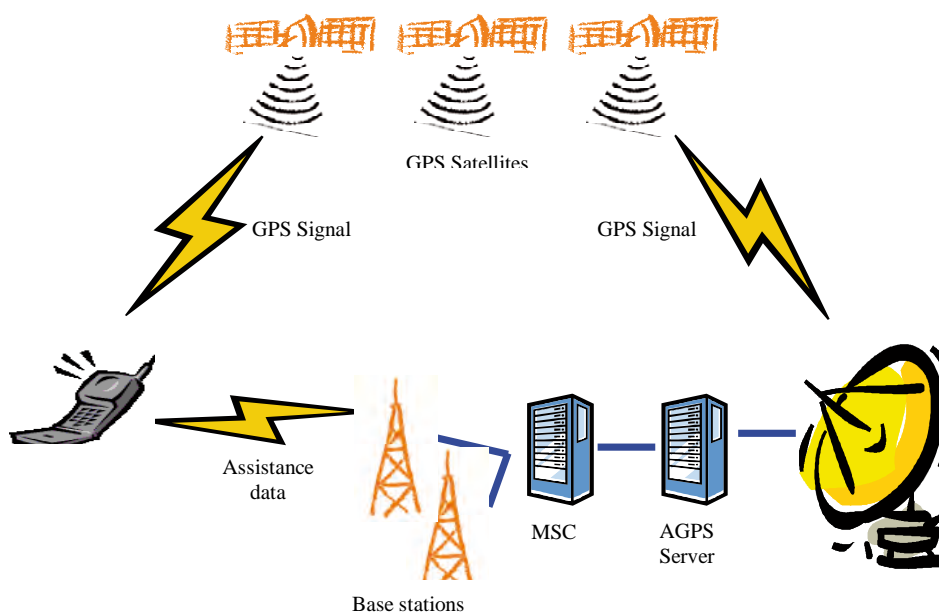 GPS Satellites
GPS Signal
GPS Signal
Assistance
data
MSC
AGPS
Server
Base stations